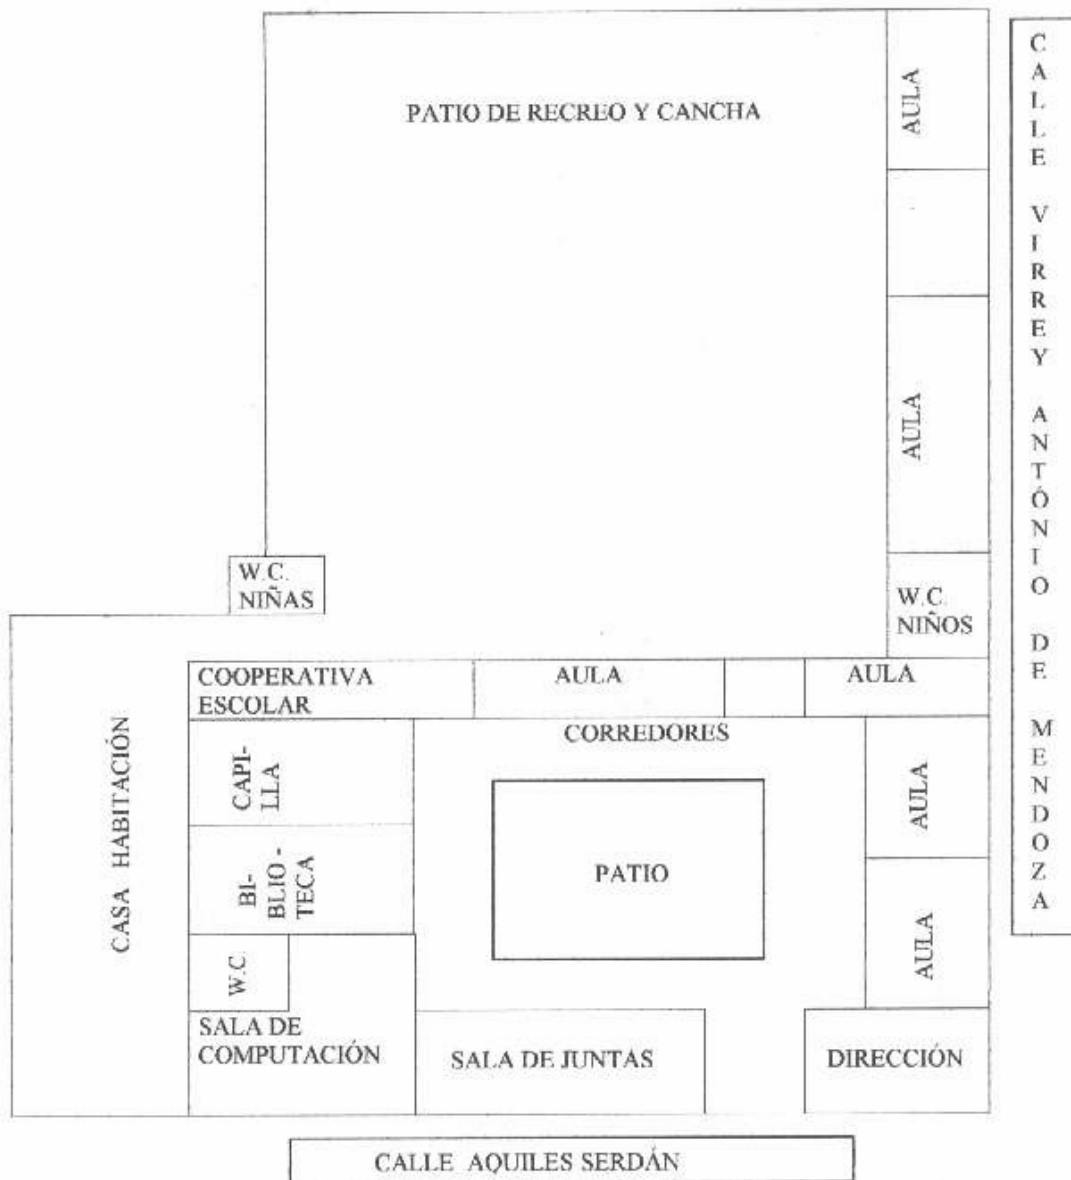 PATIO DE RECREO Y CANCHA
AULA
AULA
W.C.
NIÑAS
W.C.
NIÑOS
COOPERATIVA
ESCOLAR
AULA
AULA
CORREDORES
CAPI-
LLA
AULA
PATIO
BI-
BLIO -
TECA
CASA HABITACIÓN
W.C.
AULA
SALA DE
COMPUTACIÓN
SALA DE JUNTAS
DIRECCIÓN
CALLE AQUILES SERDÁN
CALLE VIRREY ANTÓNIO DE MENDOZA